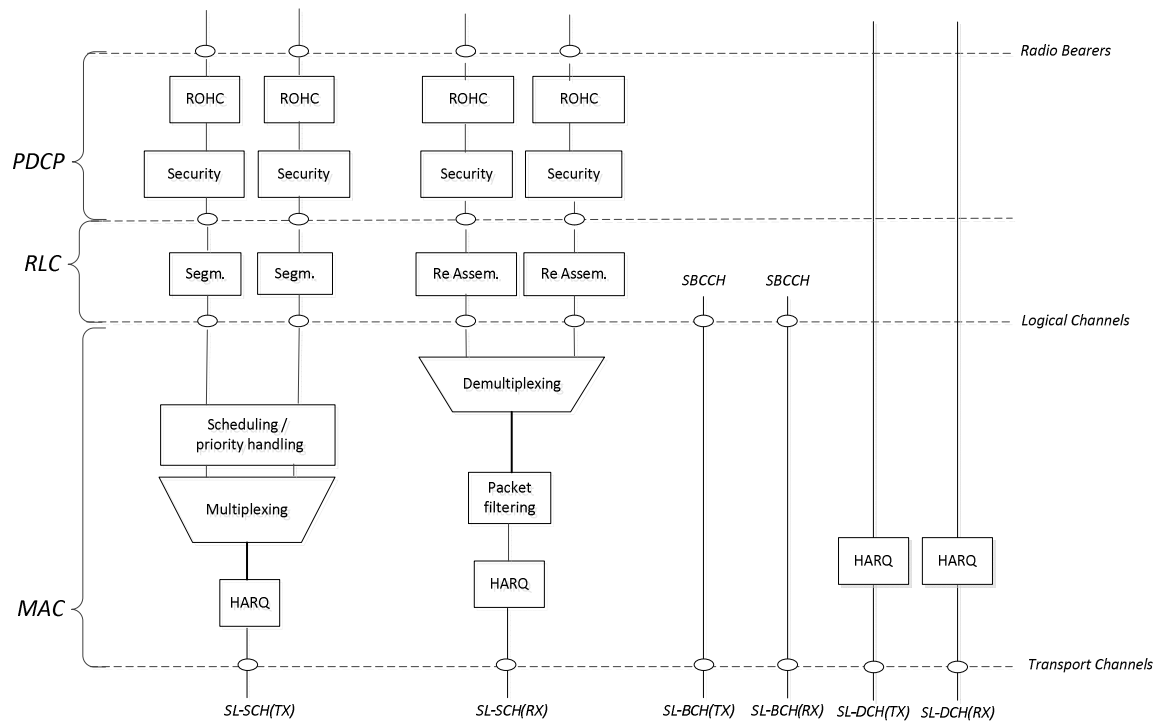 Radio Bearers
ROHC
ROHC
ROHC
ROHC
PDCP
Security
Security
Security
Security
RLC
Segm.
Segm.
Re Assem.
Re Assem.
SBCCH
SBCCH
Logical Channels
Demultiplexing
Scheduling /
priority handling
Packet
filtering
Multiplexing
HARQ
HARQ
HARQ
HARQ
MAC
Transport Channels
SL-SCH(TX)
SL-SCH(RX)
SL-BCH(TX)
SL-BCH(RX)
SL-DCH(TX)
SL-DCH(RX)